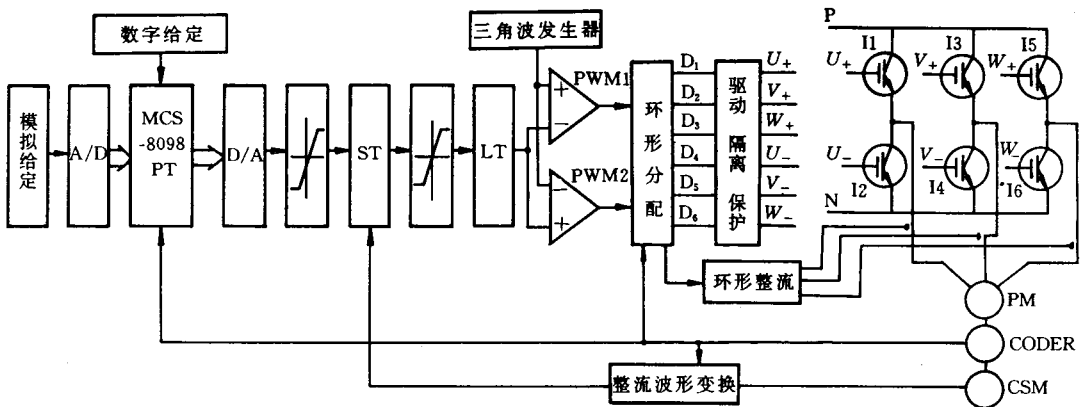 数字给定
三角波发生器
模拟给定
A/D
MCS
-8098
PT
D/A
ST
LT
+
−
PWM1
−
+
PWM2
环形分配
D₁
D₂
D₃
D₄
D₅
D₆
驱动隔离保护
U₊
V₊
W₊
U₋
V₋
W₋
P
I1
I3
I5
U₊
V₊
W₊
U₋
V₋
W₋
I2
I4
I6
N
环形整流
PM
CODER
整流波形变换
CSM